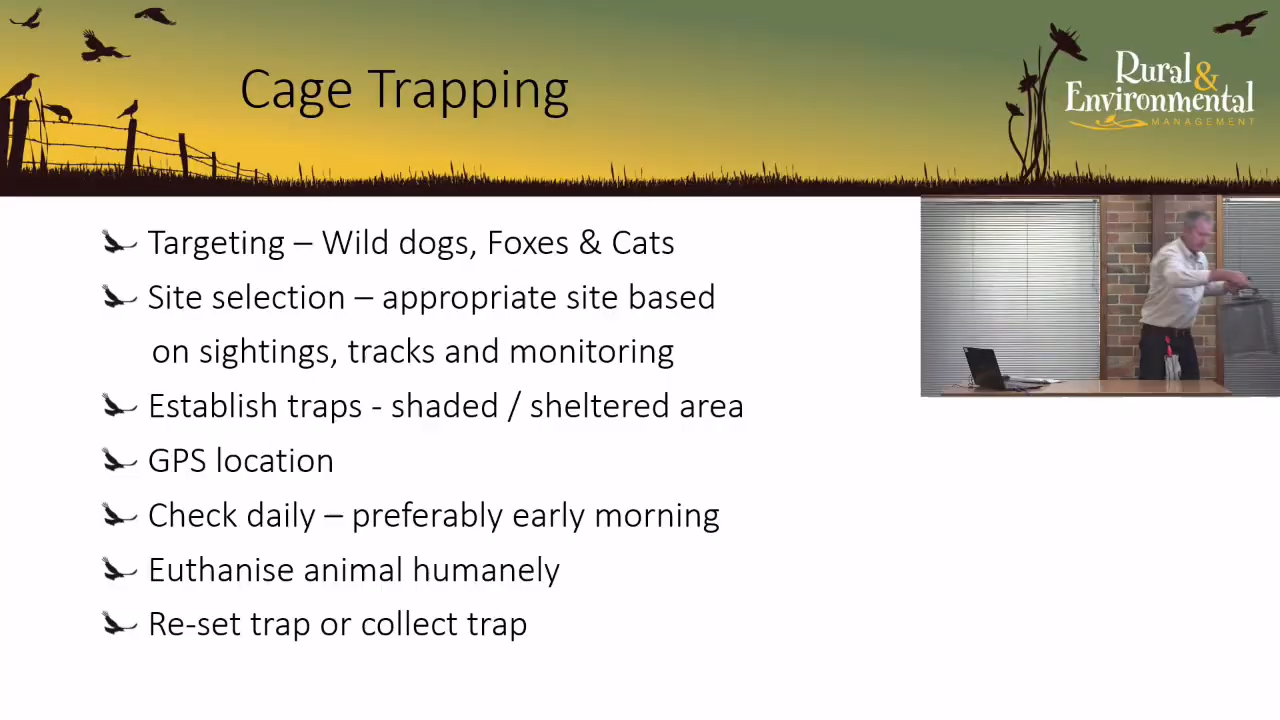 Cage Trapping
Rural &
Environmental
MANAGEMENT
Targeting – Wild dogs, Foxes & Cats
Site selection – appropriate site based
on sightings, tracks and monitoring
Establish traps - shaded / sheltered area
GPS location
Check daily – preferably early morning
Euthanise animal humanely
Re-set trap or collect trap